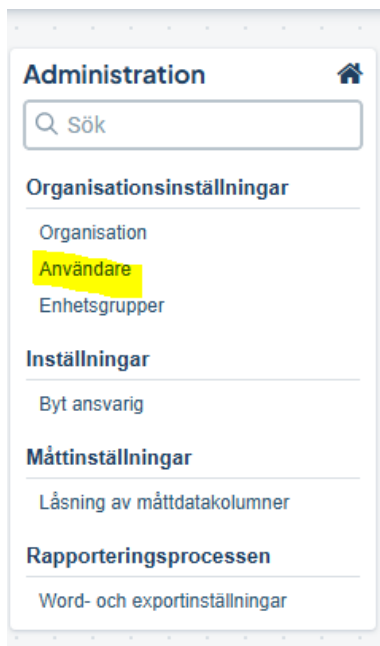 Administration
Sök
Organisationsinställningar
Organisation
Användare
Enhetsgrupper
Inställningar
Byt ansvarig
Måttinställningar
Låsning av måttdatakolumner
Rapporteringsprocessen
Word- och exportinställningar